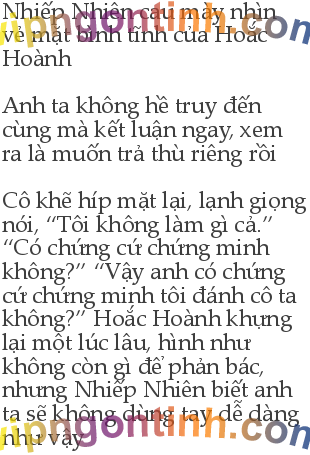 Nhiếp Nhiên cau mày nhìn
vẻ mặt bình tĩnh của Hoắc
Hoành
Anh ta không hề truy đến
cùng mà kết luận ngay, xem
ra là muốn trả thù riêng rồi
Cô khẽ híp mặt lại, lạnh giọng
nói, “Tôi không làm gì cả.”
“Có chứng cứ chứng minh
không?” “Vậy anh có chứng
cứ chứng minh tôi đánh cô ta
không?” Hoắc Hoành khựng
lại một lúc lâu, hình như
không còn gì để phản bác,
nhưng Nhiếp Nhiên biết anh
ta sẽ không dừng tay dễ dàng
như vậy
vipngontinh.com
vipngontinh.com